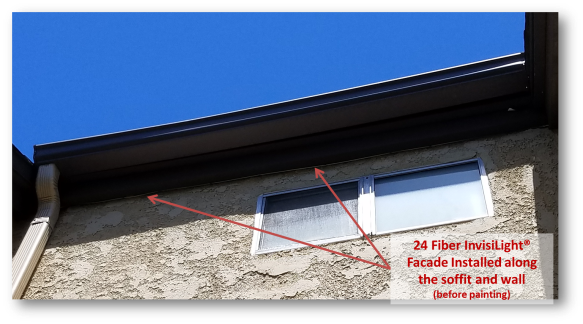 24 Fiber InvisiLight®
Facade Installed along
the soffit and wall
(before painting)